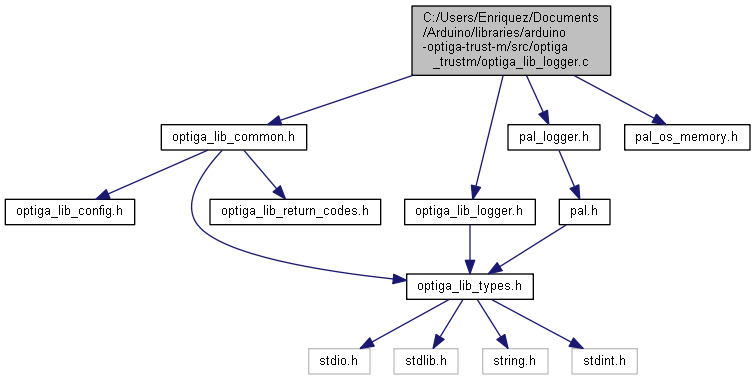 C:/Users/Enriquez/Documents
/Arduino/libraries/arduino
-optiga-trust-m/src/optiga
_trustm/optiga_lib_logger.c
optiga_lib_common.h
pal_logger.h
pal_os_memory.h
optiga_lib_config.h
optiga_lib_return_codes.h
optiga_lib_logger.h
pal.h
optiga_lib_types.h
stdio.h
stdlib.h
string.h
stdint.h